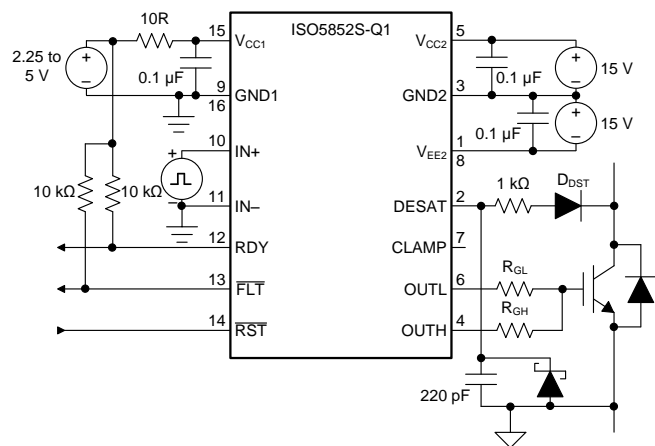 ISO5852S-Q1
10R
15
VCC1
2.25 to
5 V
0.1 µF
9
GND1
16
10
IN+
11
IN–
10 kΩ
10 kΩ
12
RDY
13
FLT
14
RST
VCC2
5
0.1 µF
15 V
GND2
3
0.1 µF
15 V
VEE2
1
8
DESAT
2
1 kΩ
DDST
CLAMP
7
OUTL
6
RGL
OUTH
4
RGH
220 pF
+
–
+
–
+
–
+
–